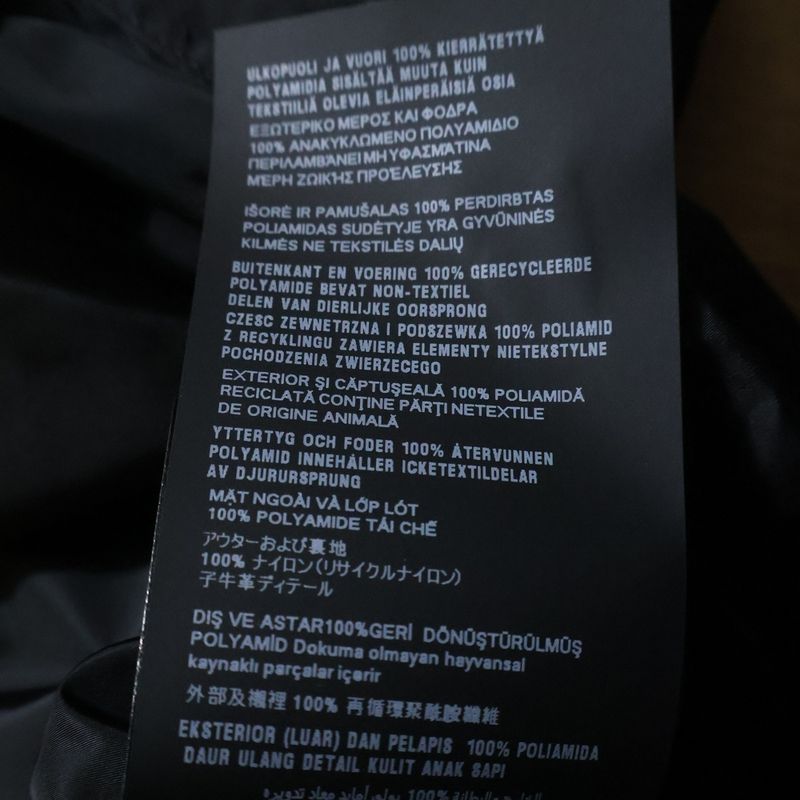 ULKOPUOLI JA VUORI 100% KIERRÄTETTYÄ
POLYAMIDIA SISÄLTÄÄ MUUTA KUIN
TEKSTIILIÄ OLEVIA ELÄINPERÄISIÄ OSIA
ΕΞΩΤΕΡΙΚΟ ΜΕΡΟΣ ΚΑΙ ΦΟΔΡΑ
100% ΑΝΑΚΥΚΛΩΜΕΝΟ ΠΟΛΥΑΜΙΔΙΟ
ΠΕΡΙΛΑΜΒΆΝΕΙ ΜΗ ΥΦΑΣΜΆΤΙΝΑ
ΜΈΡΗ ΖΩΙΚΉΣ ΠΡΟΈΛΕΥΣΗΣ
IŠORĖ IR PAMUŠALAS 100% PERDIRBTAS
POLIAMIDAS SUDĖTYJE YRA GYVŪNINĖS
KILMĖS NE TEKSTILĖS DALIŲ
BUITENKANT EN VOERING 100% GERECYCLEERDE
POLYAMIDE BEVAT NON-TEXTIEL
DELEN VAN DIERLIJKE OORSPRONG
CZESC ZEWNETRZNA I PODSZEWKA 100% POLIAMID
Z RECYKLINGU ZAWIERA ELEMENTY NIETEKSTYLNE
POCHODZENIA ZWIERZECEGO
EXTERIOR ŞI CĂPTUŞEALĂ 100% POLIAMIDĂ
RECICLATĂ CONŢINE PĂRŢI NETEXTILE
DE ORIGINE ANIMALĂ
YTTERTYG OCH FODER 100% ÅTERVUNNEN
POLYAMID INNEHÅLLER ICKETEXTILDELAR
AV DJURURSPRUNG
MẶT NGOÀI VÀ LỚP LÓT
100% POLYAMIDE TÁI CHẾ
アウターおよび裏地
100% ナイロン(リサイクルナイロン)
子牛革ディテール
DIŞ VE ASTAR100%GERİ DÖNÜŞTÜRÜLMÜŞ
POLYAMİD Dokuma olmayan hayvansal
kaynaklı parçalar içerir
外部及襯裡 100% 再循環聚酰胺纖維
EKSTERIOR (LUAR) DAN PELAPIS 100% POLIAMIDA
DAUR ULANG DETAIL KULIT ANAK SAPI
100%